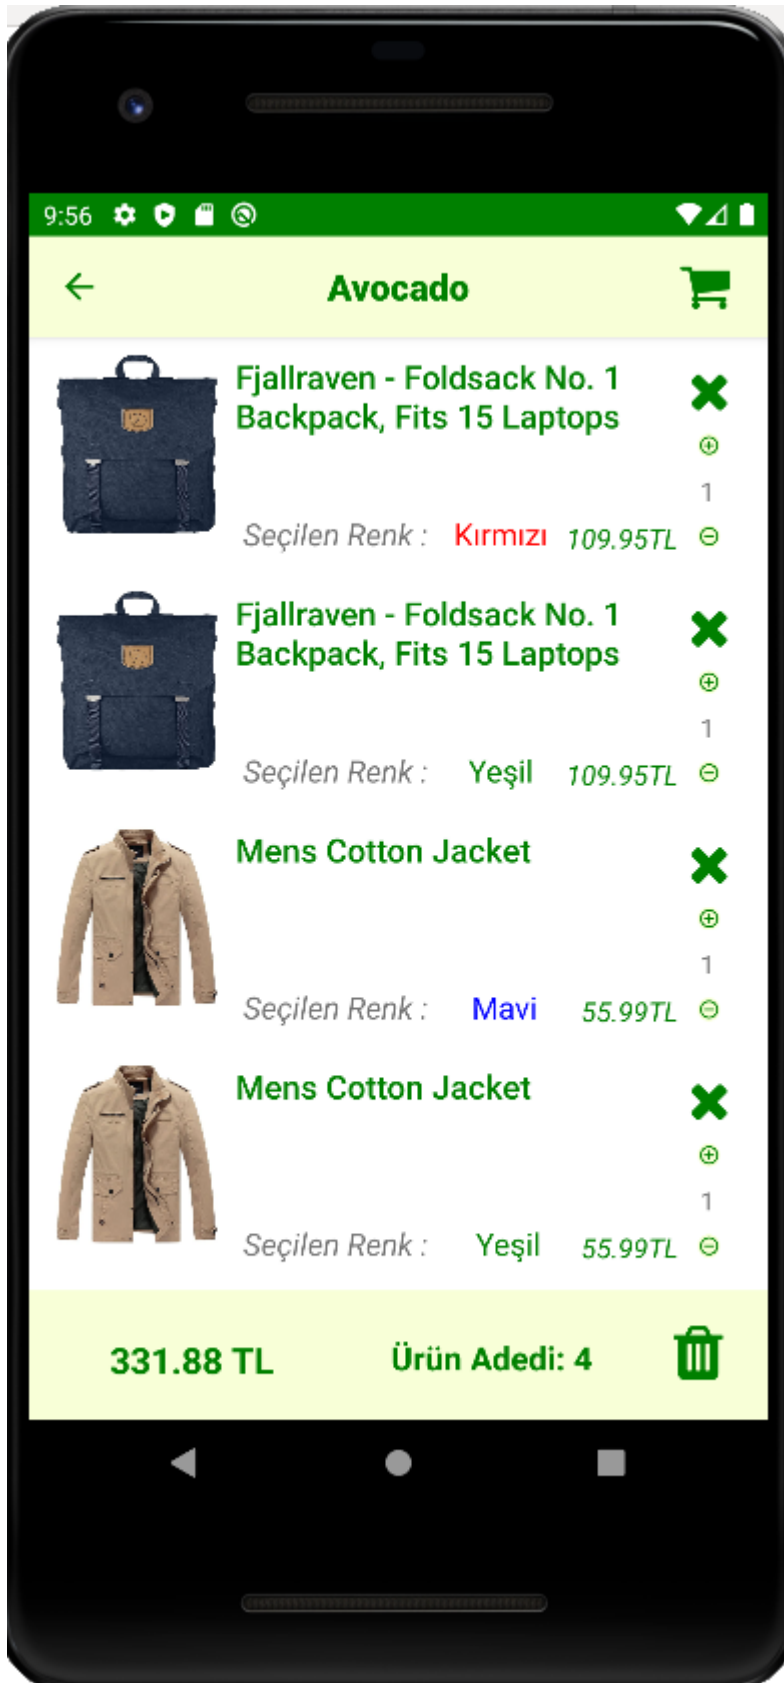 9:56
Avocado
Fjallraven - Foldsack No. 1
Backpack, Fits 15 Laptops
1
Seçilen Renk : Kırmızı 109.95TL
Fjallraven - Foldsack No. 1
Backpack, Fits 15 Laptops
1
Seçilen Renk : Yeşil 109.95TL
Mens Cotton Jacket
1
Seçilen Renk : Mavi 55.99TL
Mens Cotton Jacket
1
Seçilen Renk : Yeşil 55.99TL
331.88 TL Ürün Adedi: 4